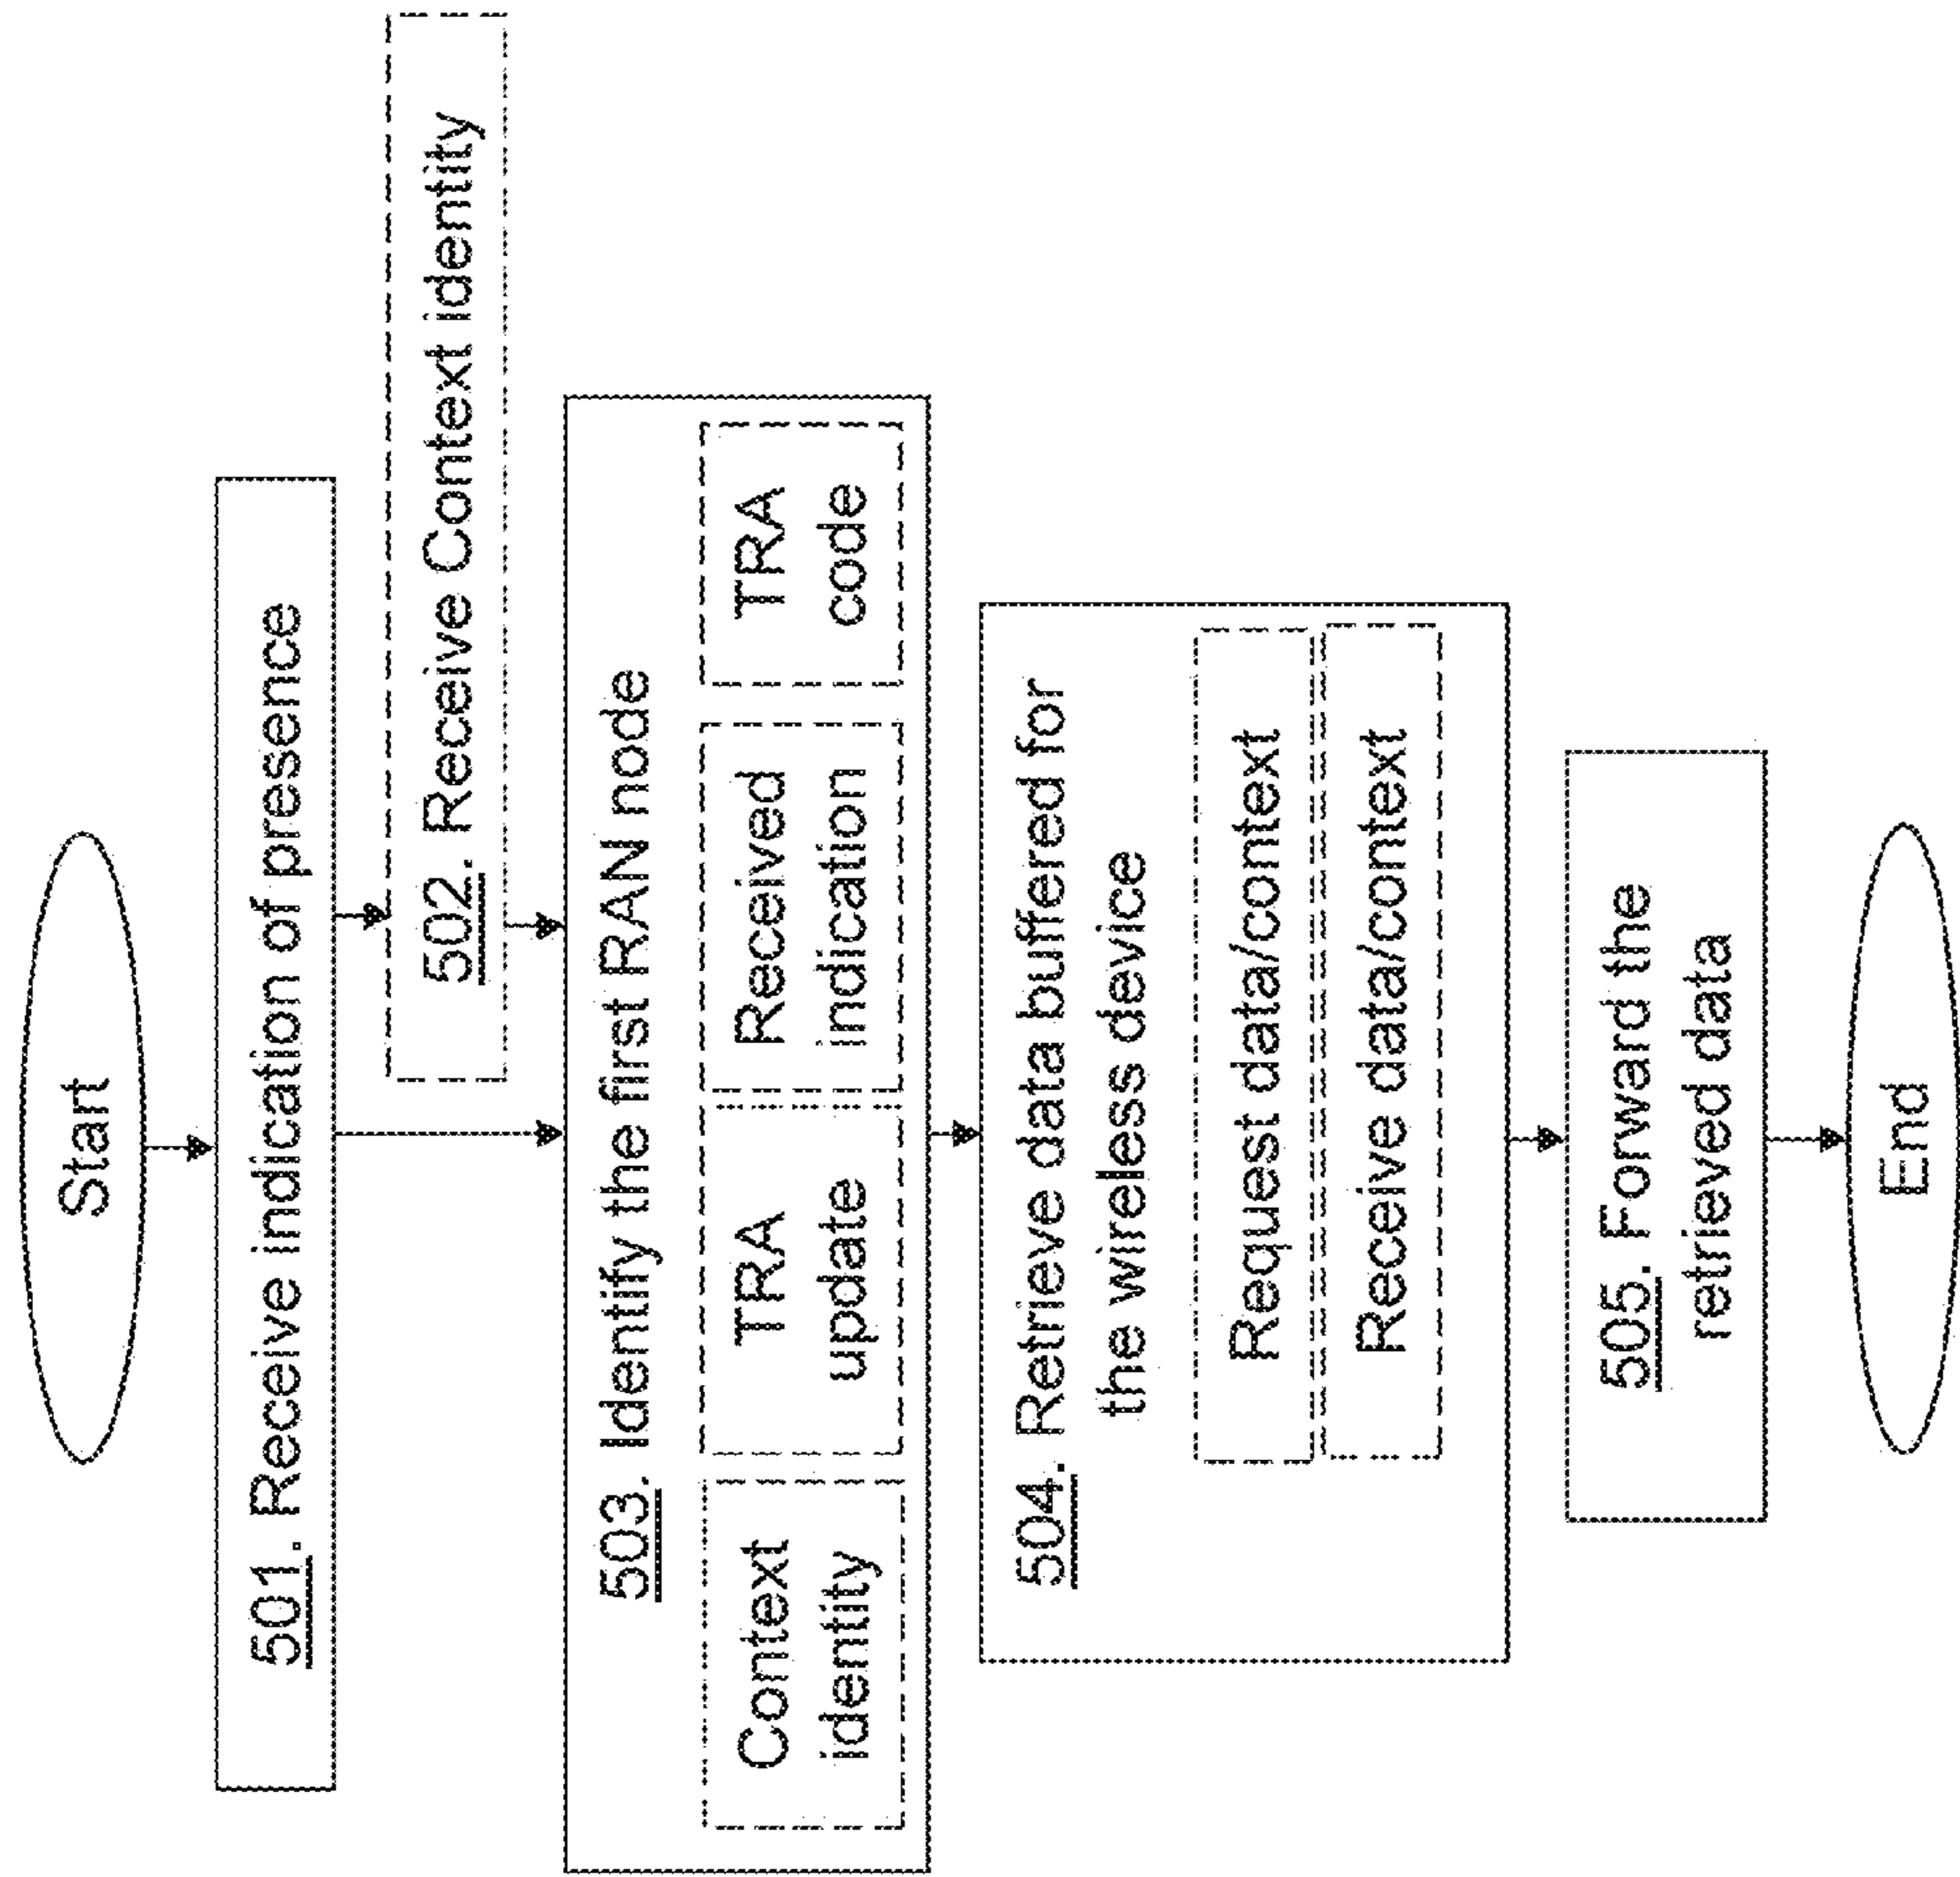 Start
501. Receive indication of presence
502. Receive Context identity
503. Identify the first RAN node
Context
identity
TRA
update
Received
indication
TRA
code
504. Retrieve data buffered for
the wireless device
Request data/context
Receive data/context
505. Forward the
retrieved data
End